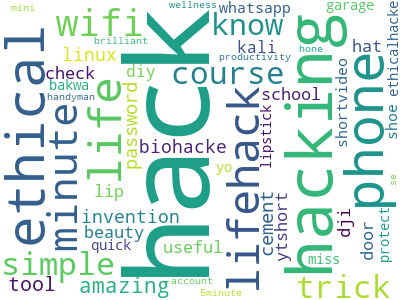 mini
wellness
whatsapp
garage
brilliant
wifi
know
productivity
hone
ethical
linux
kali
hat
check
diy
course
bakwa
handyman
life
password
hack
school
lipstick
hacking
shortvideo
phone
shoe
ethicalhacke
minute
biohacke
lifehack
lip
yo
se
invention
beauty
quick
useful
cement
ytshort
dji
door
protect
miss
simple
tool
amazing
account
5minute
trick